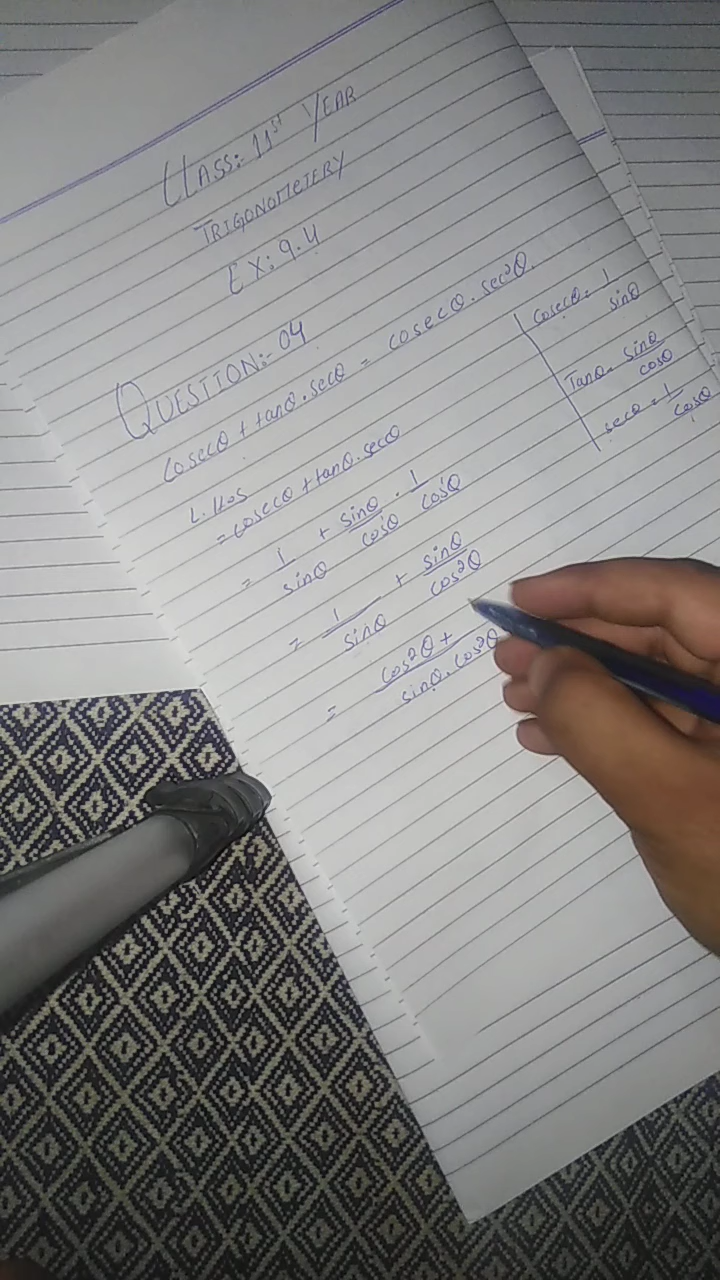 CLASS:- 11st YEAR
TRIGONOMETERY
EX: 9.4
QUESTION:- 04
cosecθ + tanθ.secθ = cosecθ.sec²θ.
L.H.S
= cosecθ + tanθ.secθ
= 1/sinθ + sinθ/cosθ . 1/cosθ
= 1/sinθ + sinθ/cos²θ
= cos²θ + / sinθ.cos²θ
cosecθ = 1/sinθ
Tanθ = sinθ/cosθ
secθ = 1/cosθ